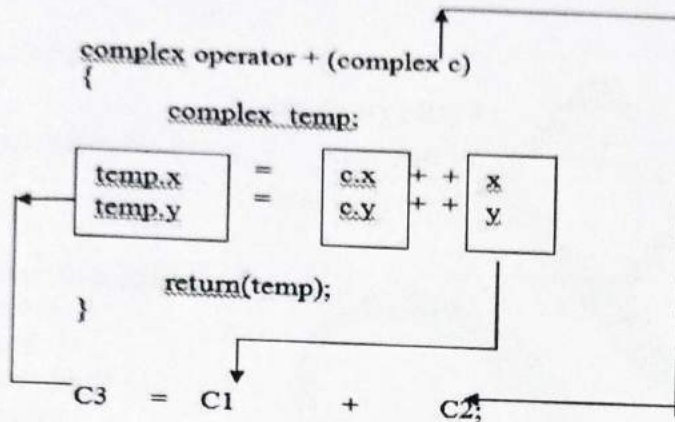 complex operator + (complex c)
{
complex temp;
temp.x = c.x + + x
temp.y = c.y + + y
return(temp);
}
C3 = C1 + C2;